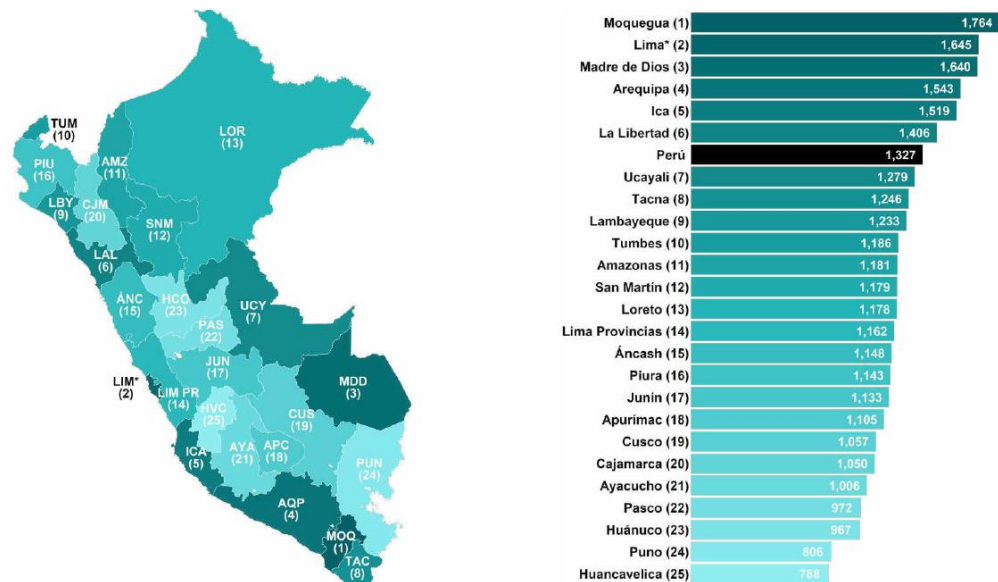 TUM
(10)
PIU
(16)
LBY
(9)
CJM
(20)
AMZ
(11)
LOR
(13)
SNM
(12)
LAL
(6)
ÁNC
(15)
HCO
(23)
PAS
(22)
UCY
(7)
LIM*
(2)
LIM PR
(14)
JUN
(17)
MDD
(3)
HVC
(25)
CUS
(19)
ICA
(5)
AYA
(21)
APC
(18)
PUN
(24)
AQP
(4)
MOQ
(1)
TAC
(8)
Moquegua (1) 1,764
Lima* (2) 1,645
Madre de Dios (3) 1,640
Arequipa (4) 1,543
Ica (5) 1,519
La Libertad (6) 1,406
Perú 1,327
Ucayali (7) 1,279
Tacna (8) 1,246
Lambayeque (9) 1,233
Tumbes (10) 1,186
Amazonas (11) 1,181
San Martín (12) 1,179
Loreto (13) 1,178
Lima Provincias (14) 1,162
Áncash (15) 1,148
Piura (16) 1,143
Junín (17) 1,133
Apurímac (18) 1,105
Cusco (19) 1,057
Cajamarca (20) 1,050
Ayacucho (21) 1,006
Pasco (22) 972
Huánuco (23) 967
Puno (24) 806
Huancavelica (25) 788